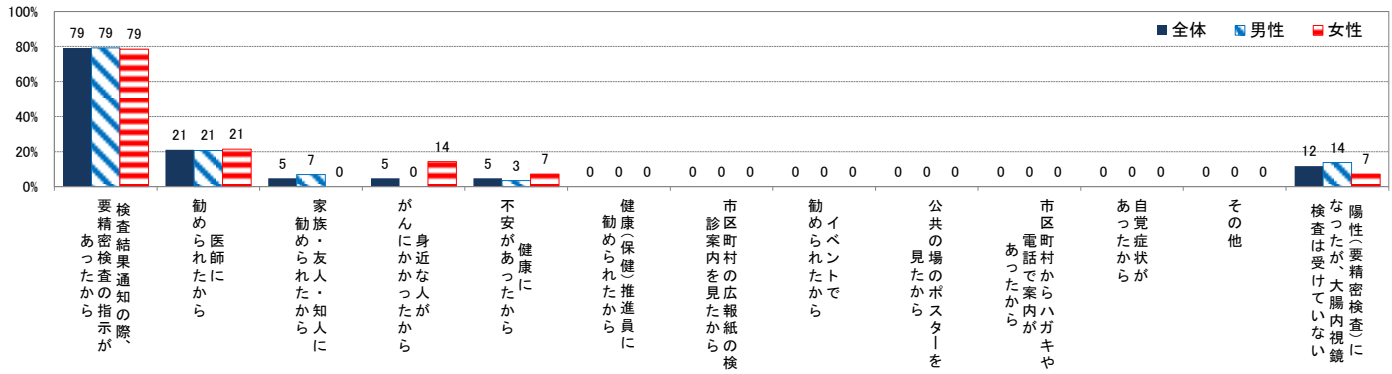 100%
80%
60%
40%
20%
0%
全体 男性 女性
79 79 79
21 21 21
5 7 0
5 0 14
5 3 7
0 0 0
0 0 0
0 0 0
0 0 0
0 0 0
0 0 0
0 0 0
12 14 7
検査結果通知の際、
要精密検査の指示が
あったから
医師に
勧められたから
家族・友人・知人に
勧められたから
身近な人が
がんにかかったから
健康に
不安があったから
健康(保健)推進員に
勧められたから
市区町村の広報紙の検
診案内を見たから
イベントで
勧められたから
公共の場のポスターを
見たから
市区町村からハガキや
電話で案内が
あったから
自覚症状が
あったから
その他
陽性(要精密検査)に
なったが、大腸内視鏡
検査は受けていない